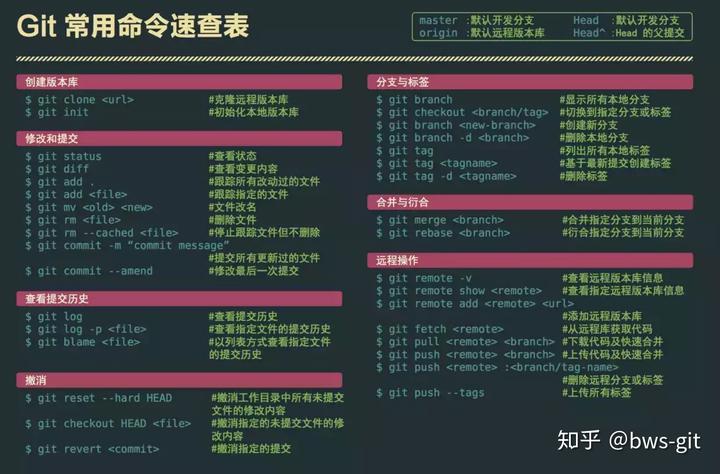 Git 常用命令速查表
master :默认开发分支 Head :默认开发分支
origin :默认远程版本库 Head^ :Head 的父提交
创建版本库
$ git clone <url> #克隆远程版本库
$ git init #初始化本地版本库
修改和提交
$ git status #查看状态
$ git diff #查看变更内容
$ git add . #跟踪所有改动过的文件
$ git add <file> #跟踪指定的文件
$ git mv <old> <new> #文件改名
$ git rm <file> #删除文件
$ git rm --cached <file> #停止跟踪文件但不删除
$ git commit -m “commit message”
#提交所有更新过的文件
$ git commit --amend #修改最后一次提交
查看提交历史
$ git log #查看提交历史
$ git log -p <file> #查看指定文件的提交历史
$ git blame <file> #以列表方式查看指定文件
的提交历史
撤消
$ git reset --hard HEAD #撤消工作目录中所有未提交
文件的修改内容
$ git checkout HEAD <file> #撤消指定的未提交文件的修
改内容
$ git revert <commit> #撤消指定的提交
分支与标签
$ git branch #显示所有本地分支
$ git checkout <branch/tag> #切换到指定分支或标签
$ git branch <new-branch> #创建新分支
$ git branch -d <branch> #删除本地分支
$ git tag #列出所有本地标签
$ git tag <tagname> #基于最新提交创建标签
$ git tag -d <tagname> #删除标签
合并与衍合
$ git merge <branch> #合并指定分支到当前分支
$ git rebase <branch> #衍合指定分支到当前分支
远程操作
$ git remote -v #查看远程版本库信息
$ git remote show <remote> #查看指定远程版本库信息
$ git remote add <remote> <url>
#添加远程版本库
$ git fetch <remote> #从远程库获取代码
$ git pull <remote> <branch> #下载代码及快速合并
$ git push <remote> <branch> #上传代码及快速合并
$ git push <remote> :<branch/tag-name>
#删除远程分支或标签
$ git push --tags #上传所有标签
知乎 @bws-git